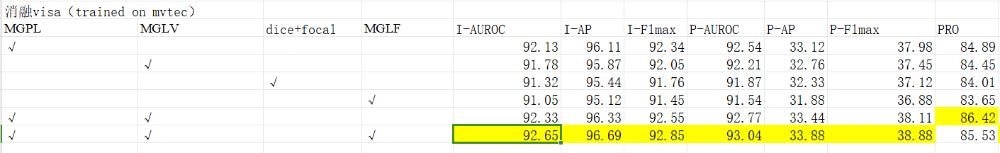 消融visa（trained on mvtec）
MGPL MGLV dice+focal MGLF I-AUROC I-AP I-F1max P-AUROC P-AP P-F1max PRO
√ 92.13 96.11 92.34 92.54 33.12 37.98 84.89
√ 91.78 95.87 92.05 92.21 32.76 37.45 84.45
√ 91.32 95.44 91.76 91.87 32.33 37.12 84.01
√ 91.05 95.12 91.45 91.54 31.88 36.88 83.65
√ √ 92.33 96.33 92.55 92.77 33.44 38.11 86.42
√ √ √ 92.65 96.69 92.85 93.04 33.88 38.88 85.53